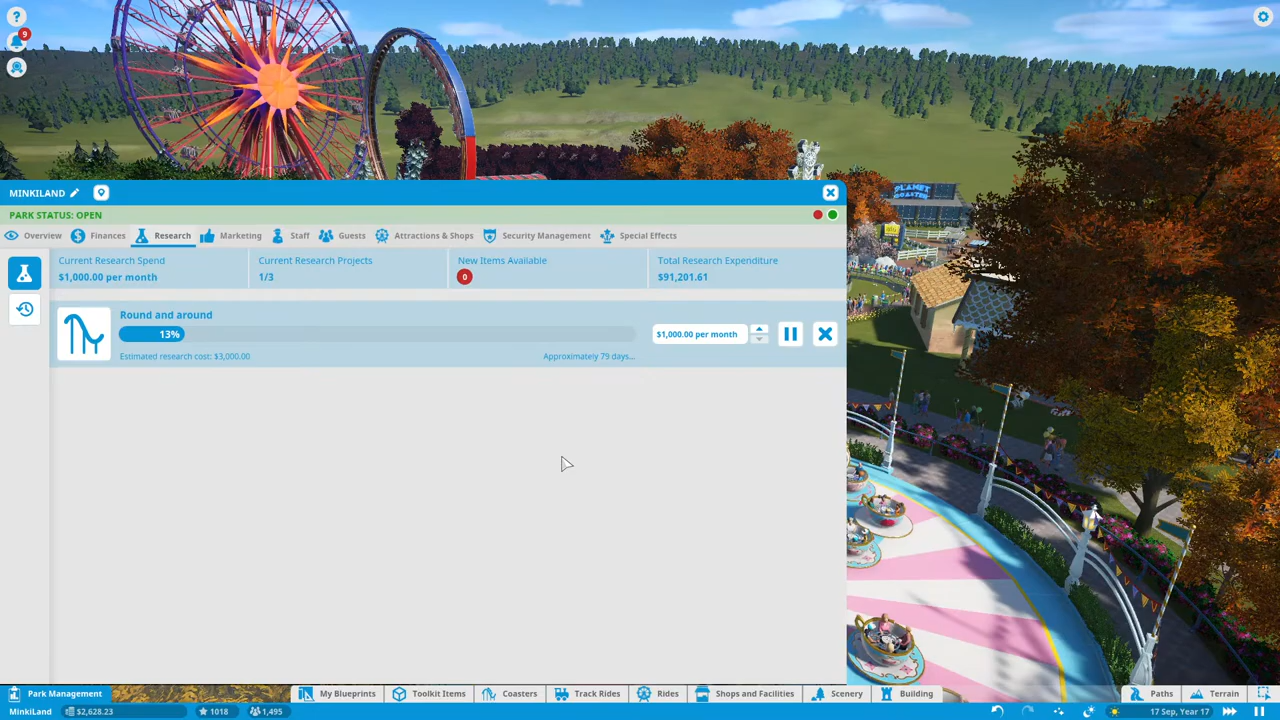 ?
9
MINKILAND
PARK STATUS: OPEN
Overview
Finances
Research
Marketing
Staff
Guests
Attractions & Shops
Security Management
Special Effects
Current Research Spend
$1,000.00 per month
Current Research Projects
1/3
New Items Available
0
Total Research Expenditure
$91,201.61
Round and around
13%
$1,000.00 per month
Estimated research cost: $3,000.00
Approximately 79 days...
PLANET
COASTER
Park Management
My Blueprints
Toolkit Items
Coasters
Track Rides
Rides
Shops and Facilities
Scenery
Building
Paths
Terrain
MinkiLand
$2,628.23
1018
1,495
17 Sep, Year 17